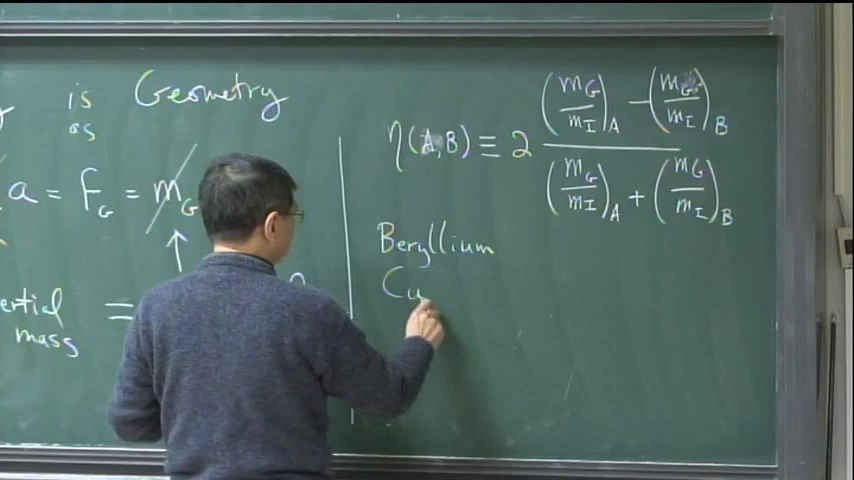 is Geometry
as
a = F_G = m_G
↑
ertial =
mass
η(A,B) ≡ 2 ((m_G/m_I)_A - (m_G/m_I)_B) / ((m_G/m_I)_A + (m_G/m_I)_B)
Beryllium
Cu